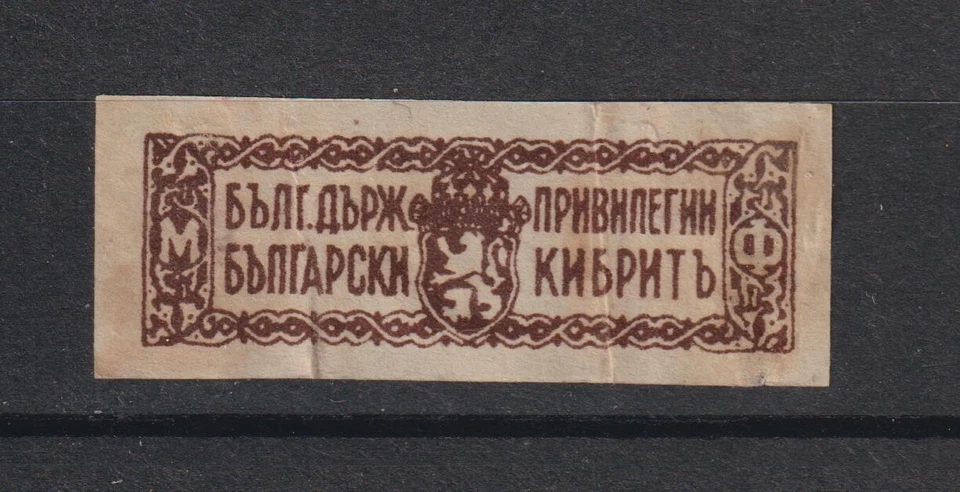 БЪЛГ. ДЪРЖ ПРИВИЛЕГИИ
БЪЛГАРСКИ КИБРИТЪ
М Ф